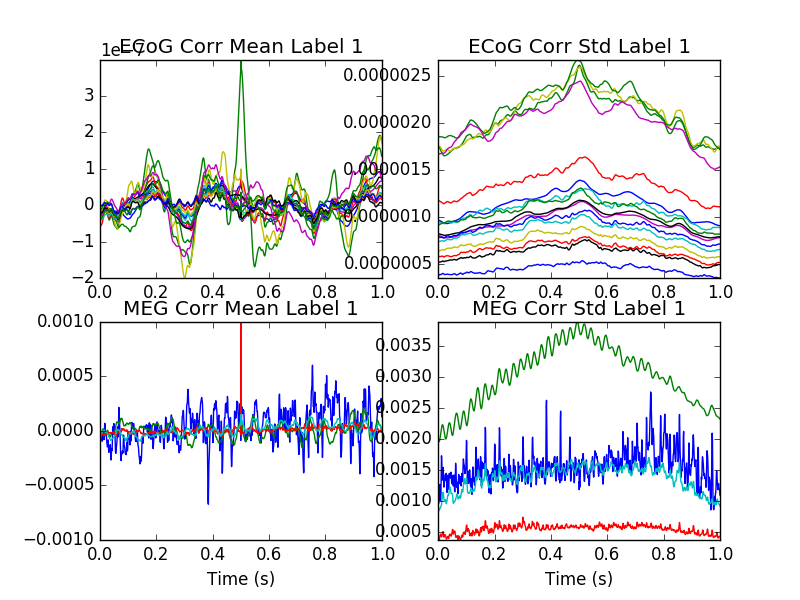 1e−7
ECoG Corr Mean Label 1
3
2
1
0
−1
−2
0.0 0.2 0.4 0.6 0.8 1.0
ECoG Corr Std Label 1
0.0000025
0.0000020
0.0000015
0.0000010
0.0000005
0.0 0.2 0.4 0.6 0.8 1.0
MEG Corr Mean Label 1
0.0010
0.0005
0.0000
−0.0005
−0.0010
0.0 0.2 0.4 0.6 0.8 1.0
Time (s)
MEG Corr Std Label 1
0.0035
0.0030
0.0025
0.0020
0.0015
0.0010
0.0005
0.0 0.2 0.4 0.6 0.8 1.0
Time (s)